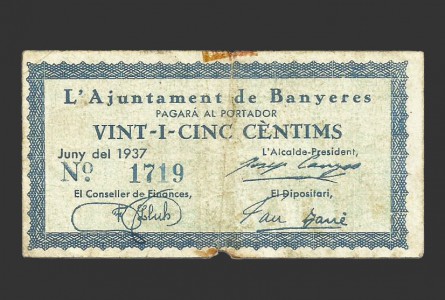 L'Ajuntament de Banyeres
PAGARÀ AL PORTADOR
VINT-I-CINC CÈNTIMS
Juny del 1937
L'Alcalde-President,
Nº 1719
El Conseller de Finances,
El Dipositari,